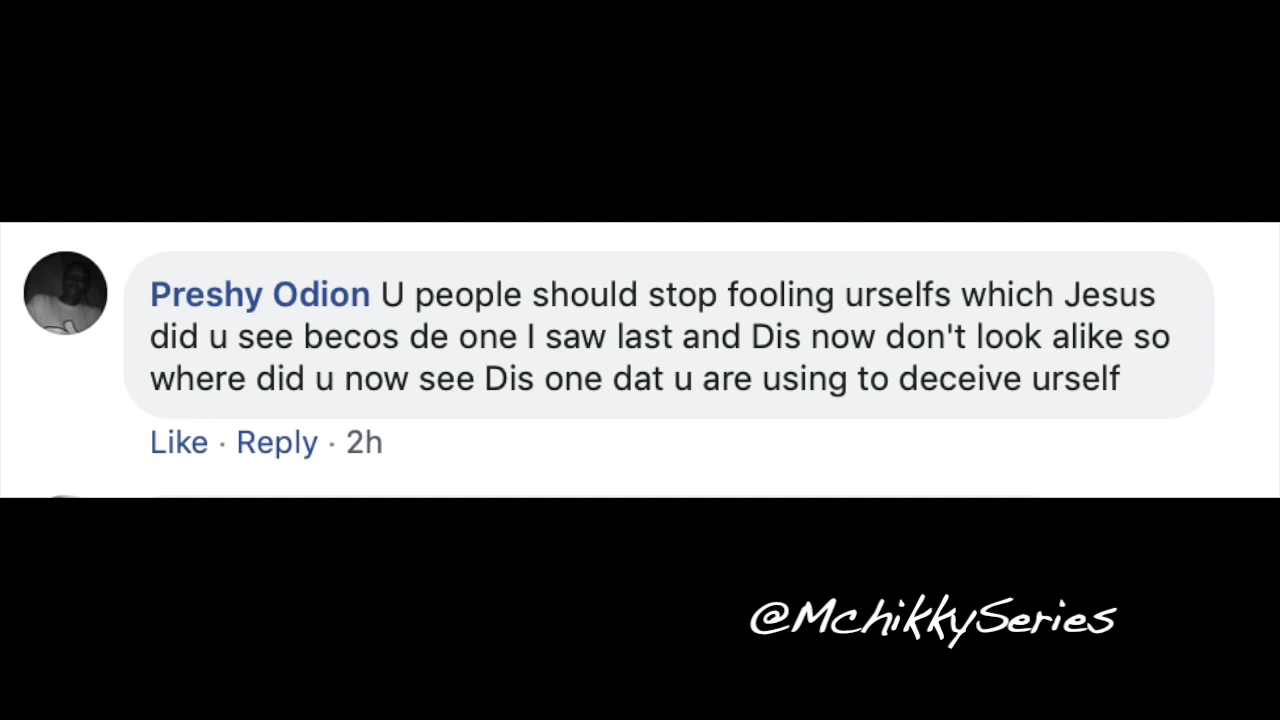 Preshy Odion U people should stop fooling urselfs which Jesus
did u see becos de one I saw last and Dis now don't look alike so
where did u now see Dis one dat u are using to deceive urself
Like · Reply · 2h
@MchikkySeries